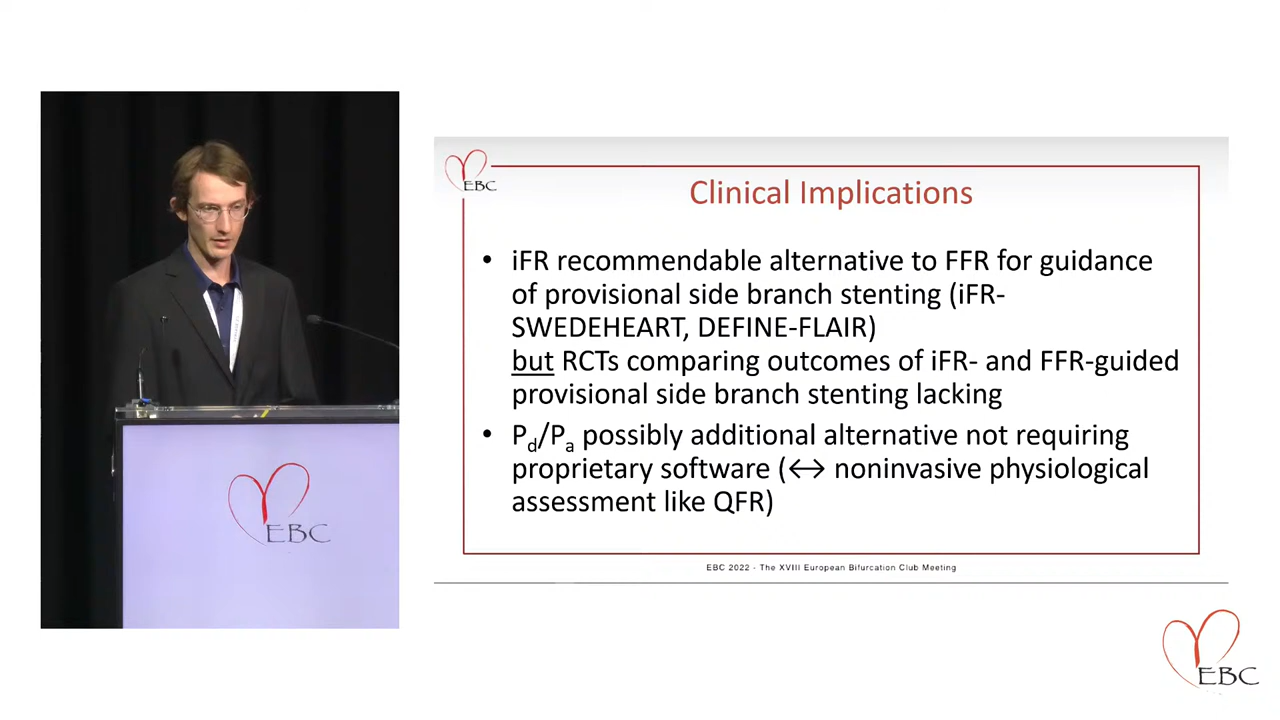 EBC
Clinical Implications
• iFR recommendable alternative to FFR for guidance
of provisional side branch stenting (iFR-
SWEDEHEART, DEFINE-FLAIR)
but RCTs comparing outcomes of iFR- and FFR-guided
provisional side branch stenting lacking
• Pd/Pa possibly additional alternative not requiring
proprietary software (↔ noninvasive physiological
assessment like QFR)
EBC 2022 - The XVIII European Bifurcation Club Meeting
EBC
EBC